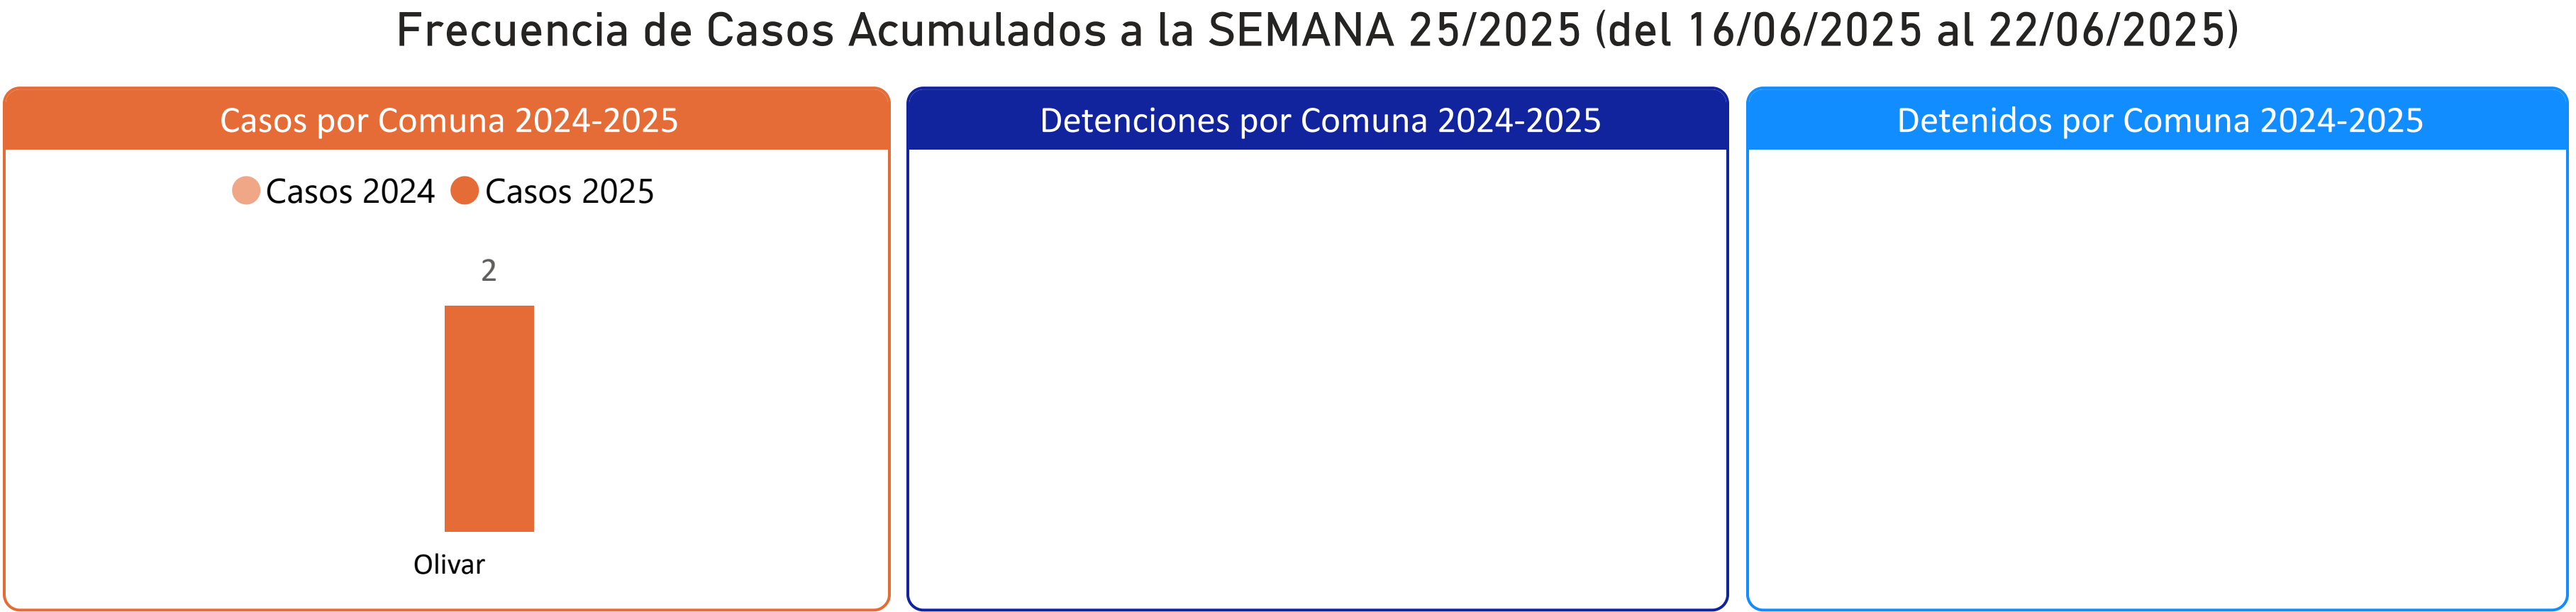 Frecuencia de Casos Acumulados a la SEMANA 25/2025 (del 16/06/2025 al 22/06/2025)
Casos por Comuna 2024-2025
Casos 2024 Casos 2025
2
Olivar
Detenciones por Comuna 2024-2025
Detenidos por Comuna 2024-2025